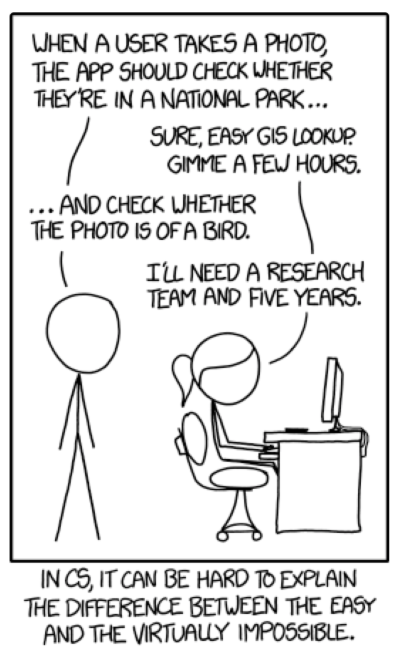 WHEN A USER TAKES A PHOTO,
THE APP SHOULD CHECK WHETHER
THEY'RE IN A NATIONAL PARK...
SURE, EASY GIS LOOKUP.
GIMME A FEW HOURS.
...AND CHECK WHETHER
THE PHOTO IS OF A BIRD.
I'LL NEED A RESEARCH
TEAM AND FIVE YEARS.
IN CS, IT CAN BE HARD TO EXPLAIN
THE DIFFERENCE BETWEEN THE EASY
AND THE VIRTUALLY IMPOSSIBLE.